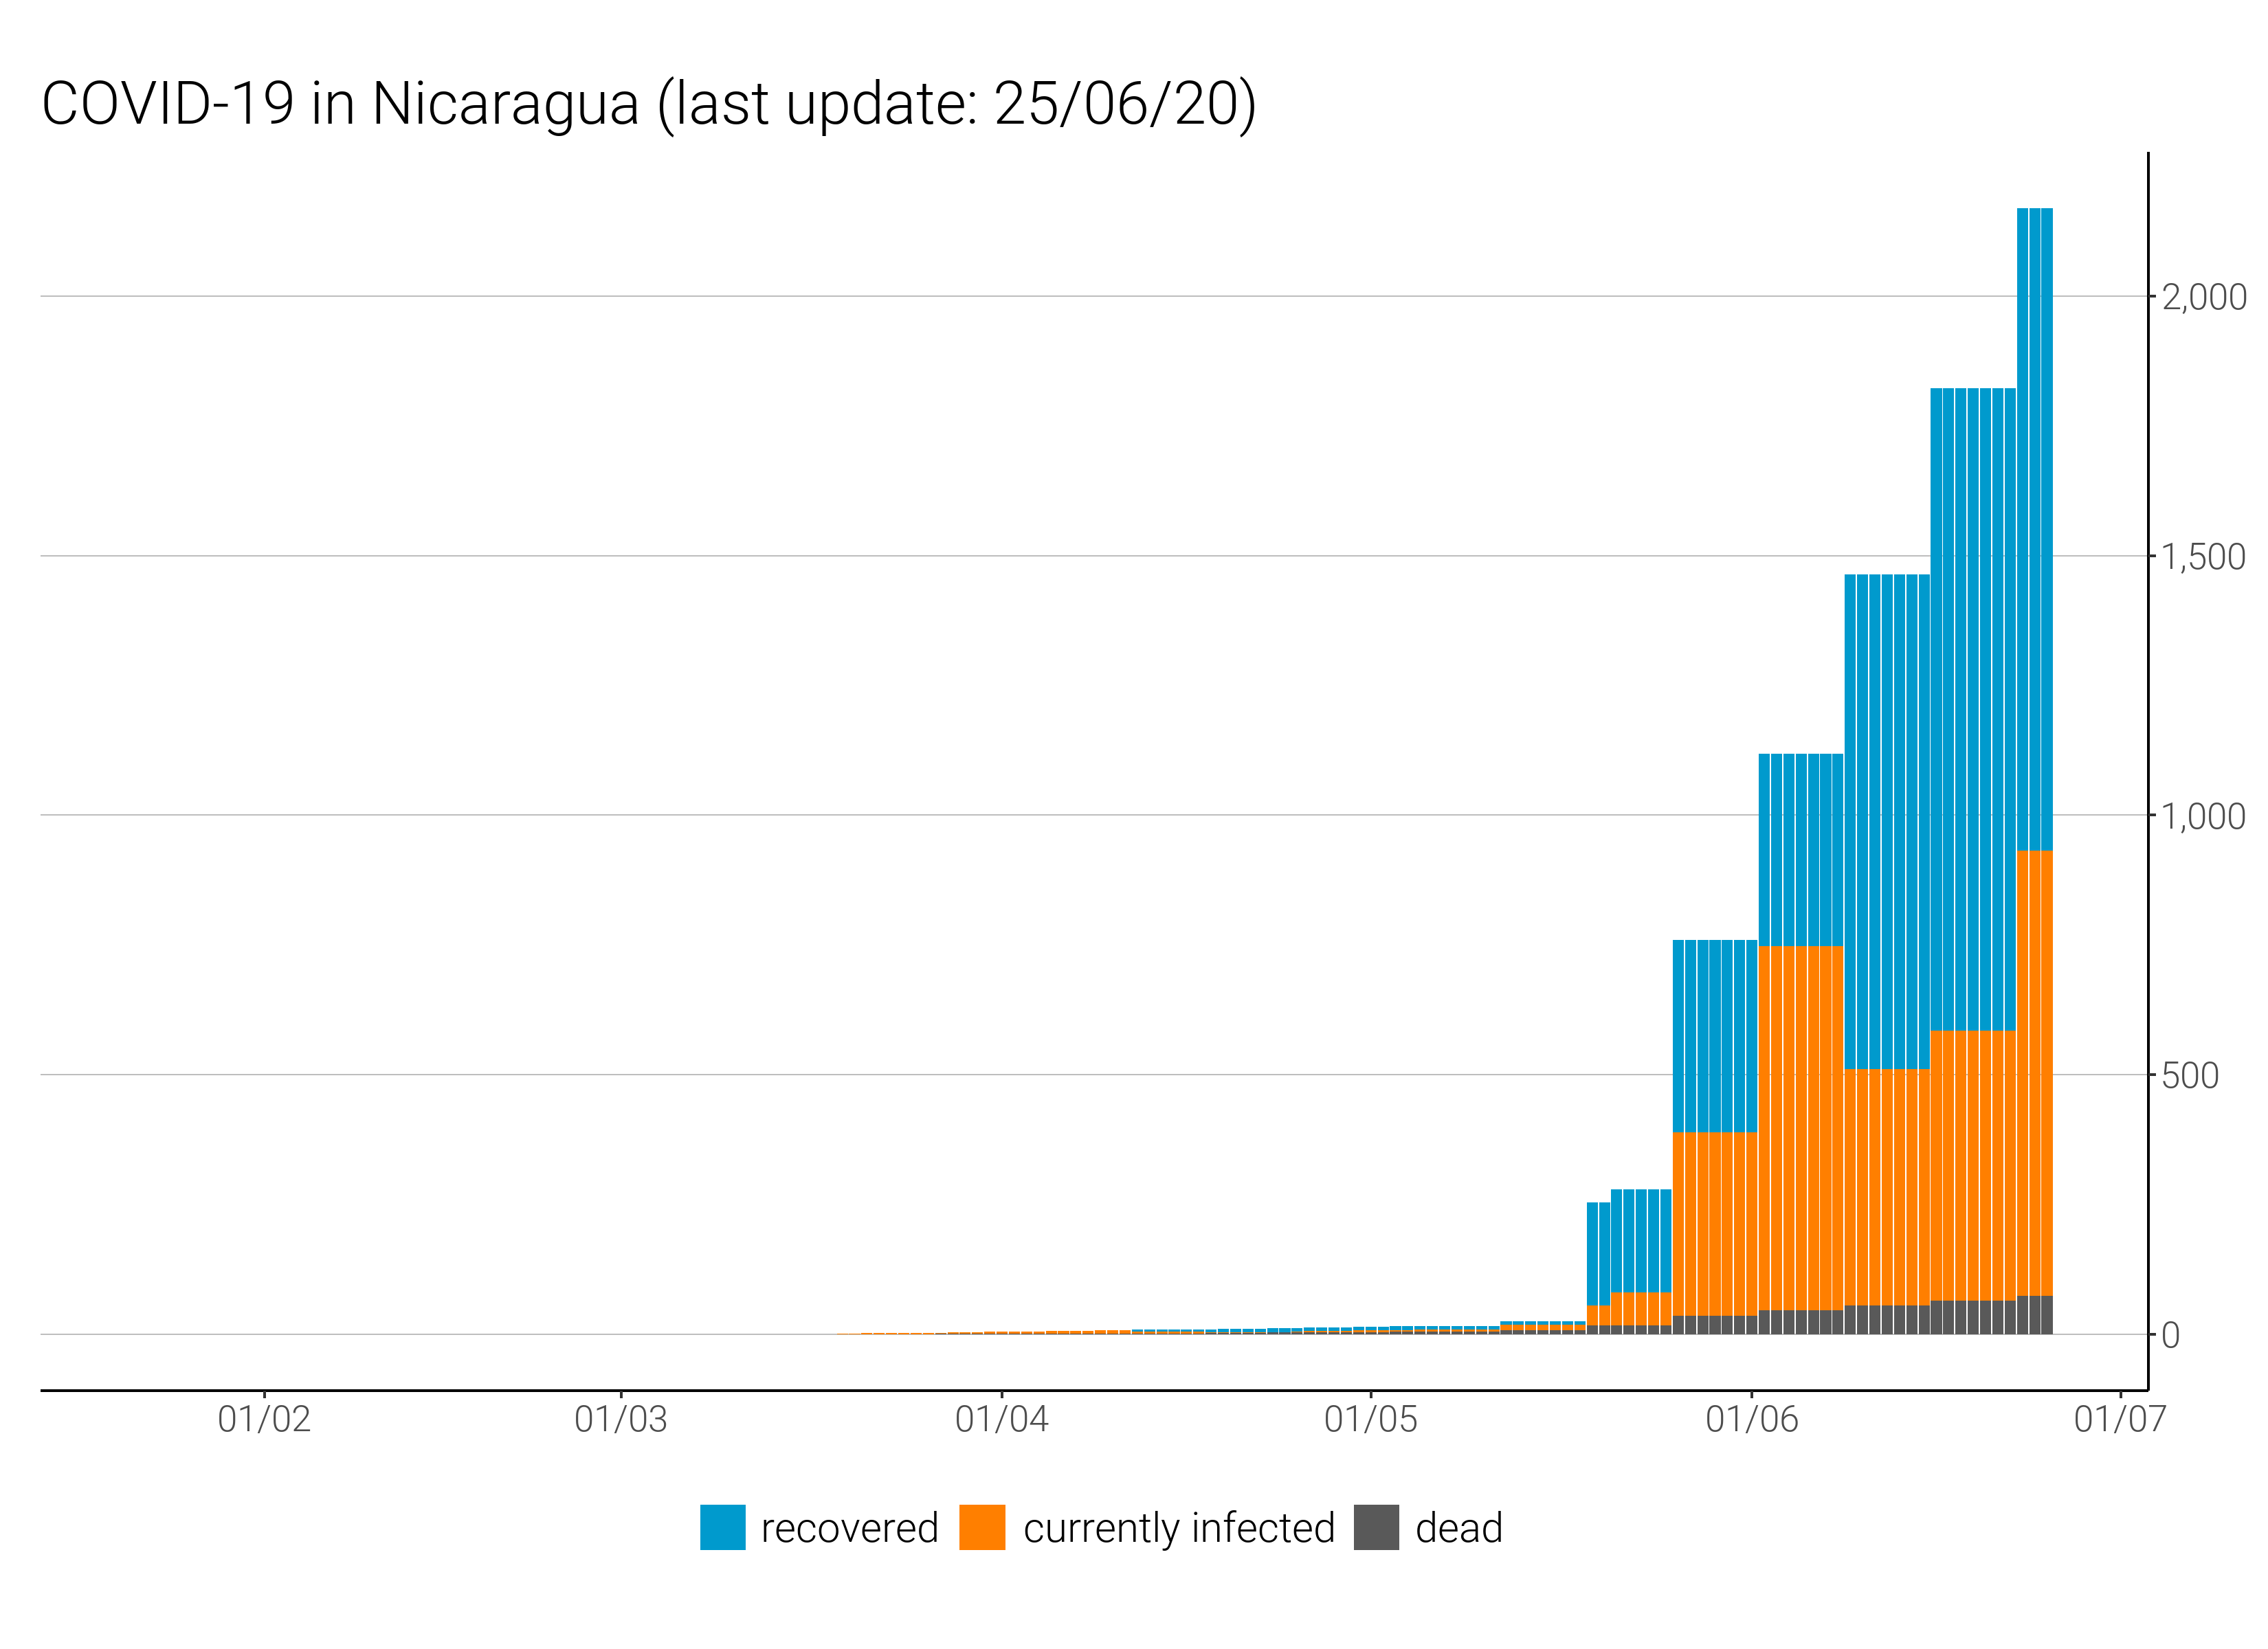 COVID-19 in Nicaragua (last update: 25/06/20)
2,000
1,500
1,000
500
0
01/02 01/03 01/04 01/05 01/06 01/07
recovered currently infected dead